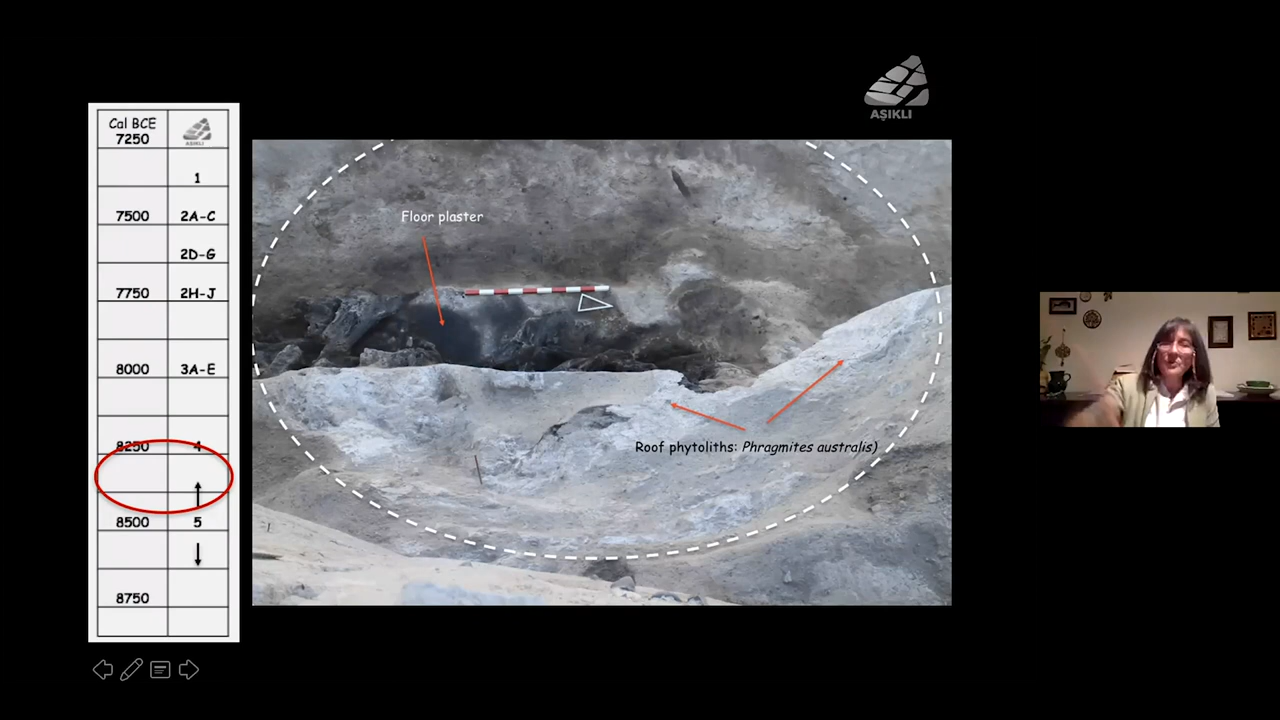 AŞIKLI
Cal BCE
7250
AŞIKLI
1
7500 2A-C
2D-G
7750 2H-J
8000 3A-E
8250 4
8500 5
8750
Floor plaster
Roof phytoliths: Phragmites australis)